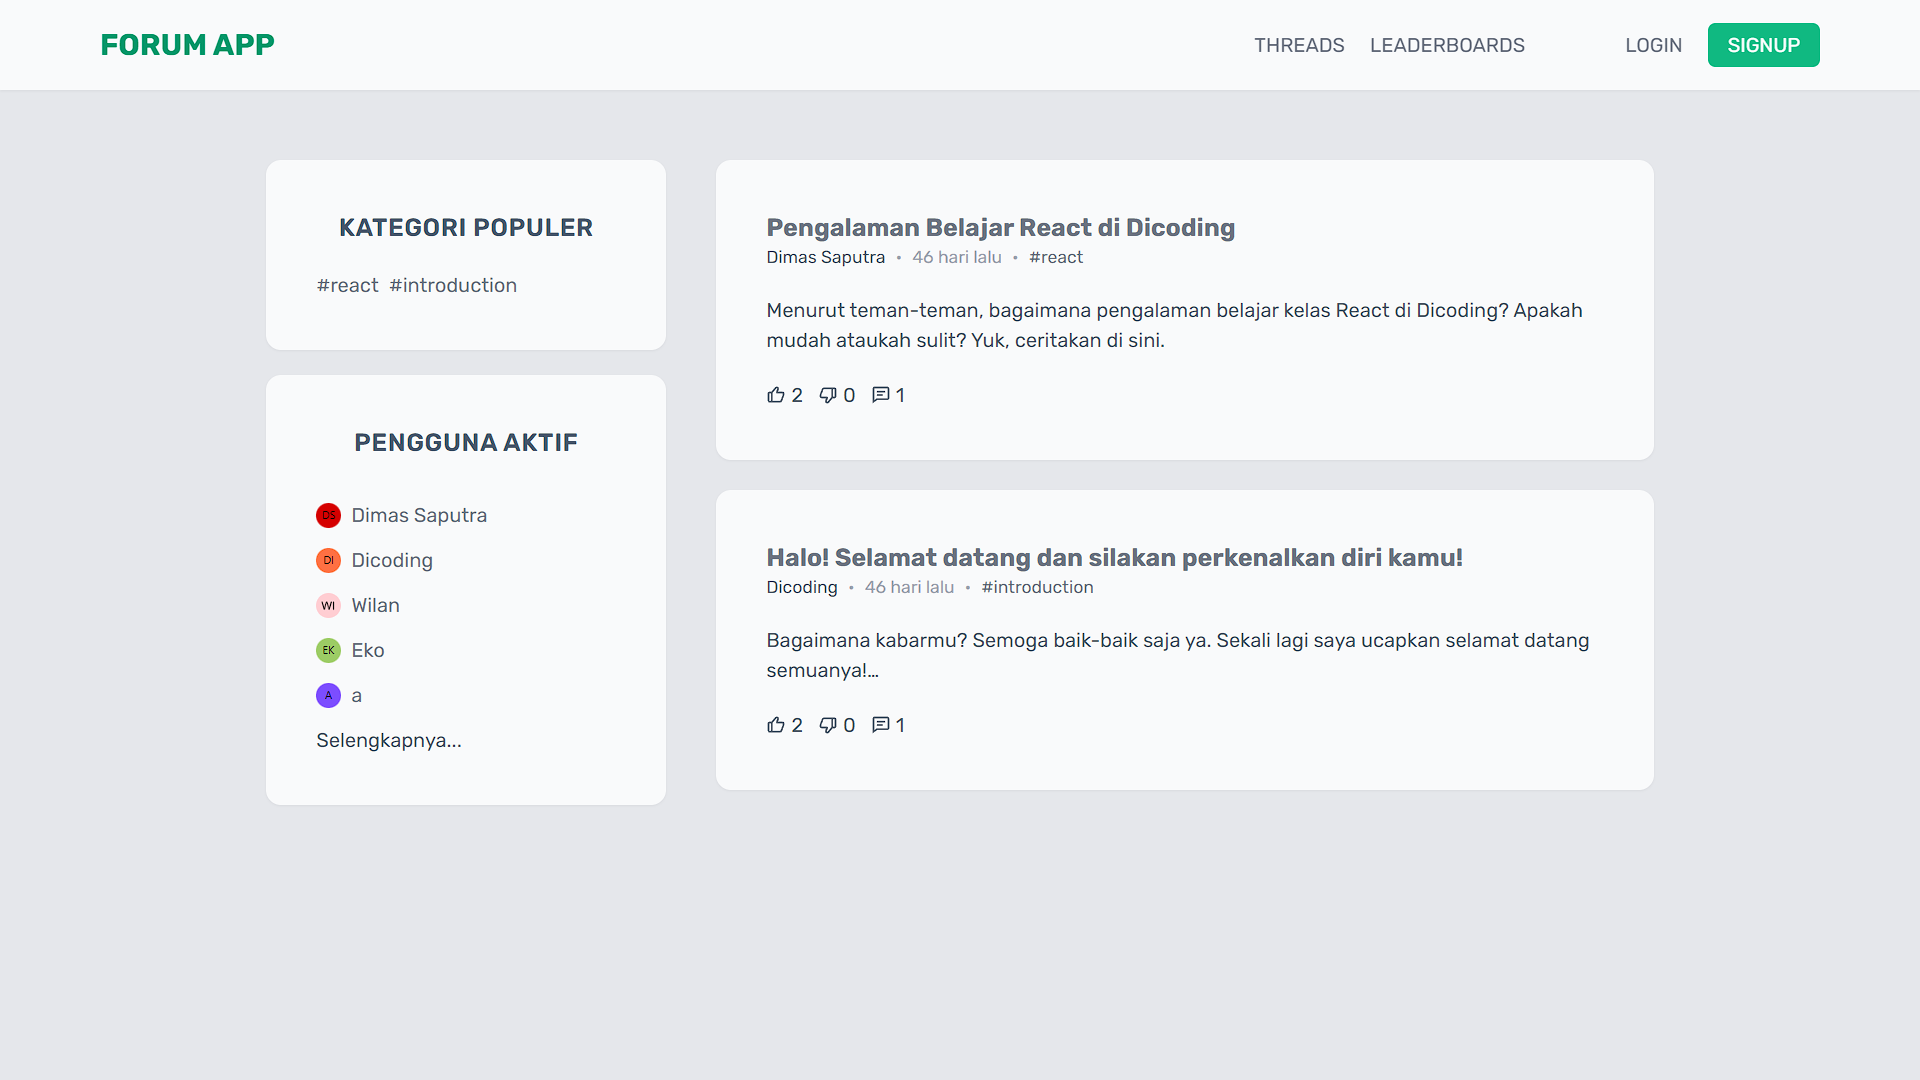 FORUM APP
THREADS LEADERBOARDS LOGIN SIGNUP
KATEGORI POPULER
#react #introduction
PENGGUNA AKTIF
DS Dimas Saputra
DI Dicoding
WI Wilan
EK Eko
A a
Selengkapnya...
Pengalaman Belajar React di Dicoding
Dimas Saputra • 46 hari lalu • #react
Menurut teman-teman, bagaimana pengalaman belajar kelas React di Dicoding? Apakah
mudah ataukah sulit? Yuk, ceritakan di sini.
2 0 1
Halo! Selamat datang dan silakan perkenalkan diri kamu!
Dicoding • 46 hari lalu • #introduction
Bagaimana kabarmu? Semoga baik-baik saja ya. Sekali lagi saya ucapkan selamat datang
semuanya!...
2 0 1